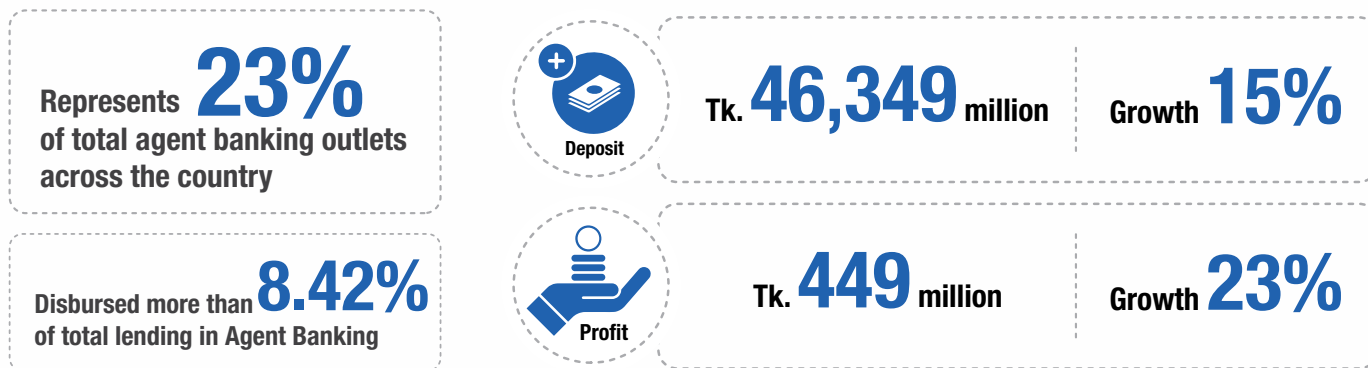 Represents 23%
of total agent banking outlets
across the country
Disbursed more than 8.42%
of total lending in Agent Banking
Deposit
Tk. 46,349 million
Growth 15%
Profit
Tk. 449 million
Growth 23%